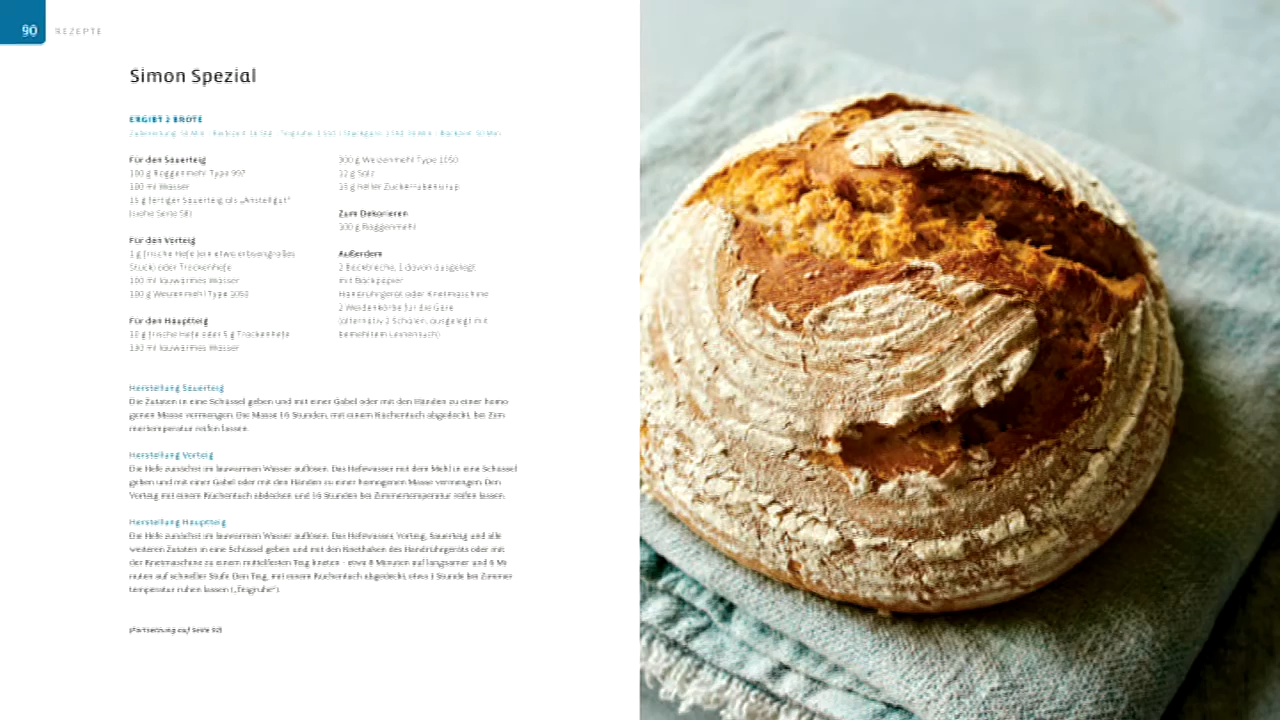 90 REZEPTE
Simon Spezial
ERGIBT 2 BROTE
Für den Sauerteig
100 g Roggenmehl Type 997
100 ml Wasser
15 g fertiger Sauerteig als „Anstellgut“
(siehe Seite 58)
Für den Vorteig
1 g frische Hefe (ein etwa erbsengroßes
Stück) oder Trockenhefe
100 ml lauwarmes Wasser
100 g Weizenmehl Type 1050
Für den Hauptteig
10 g frische Hefe oder 5 g Trockenhefe
ml lauwarmes Wasser
300 g Weizenmehl Type 1050
12 g Salz
15 g heller Zuckerrübensirup
Zum Dekorieren
100 g Roggenmehl
Außerdem
2 Backbleche, 1 davon ausgelegt
mit Backpapier
Handrührgerät oder Knetmaschine
2 Weidenkörbe für die Gare
(alternativ 2 Schalen, ausgelegt mit
bemehltem Leinentuch)
Herstellung Sauerteig
Die Zutaten in eine Schüssel geben und mit einer Gabel oder mit den Händen zu einer homo
genen Masse vermengen. Die Masse 16 Stunden, mit einem Küchentuch abgedeckt, bei Zim
mertemperatur reifen lassen.
Herstellung Vorteig
Die Hefe zunächst im lauwarmen Wasser auflösen. Das Hefewasser mit dem Mehl in eine Schüssel
geben und mit einer Gabel oder mit den Händen zu einer homogenen Masse vermengen. Den
Vorteig mit einem Küchentuch abdecken und 16 Stunden bei Zimmertemperatur reifen lassen.
Herstellung Hauptteig
Die Hefe zunächst im lauwarmen Wasser auflösen. Das Hefewasser, Vorteig, Sauerteig und alle
weiteren Zutaten in eine Schüssel geben und mit den Knethaken des Handrührgeräts oder mit
der Knetmaschine zu einem mittelfesten Teig kneten – etwa 8 Minuten auf langsamer und 6 Mi
nuten auf schneller Stufe. Den Teig, mit einem Küchentuch abgedeckt, etwa 1 Stunde bei Zimmer
temperatur ruhen lassen („Teigruhe“).
(Fortsetzung auf Seite 92)